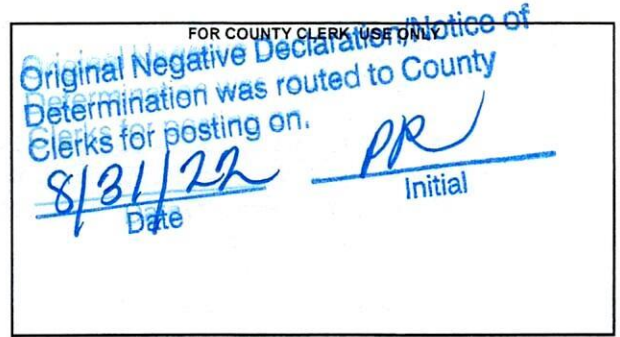 FOR COUNTY CLERK USE ONLY
Original Negative Declaration/Notice of
Determination was routed to County
Clerks for posting on.
8/31/22 PR
Date Initial